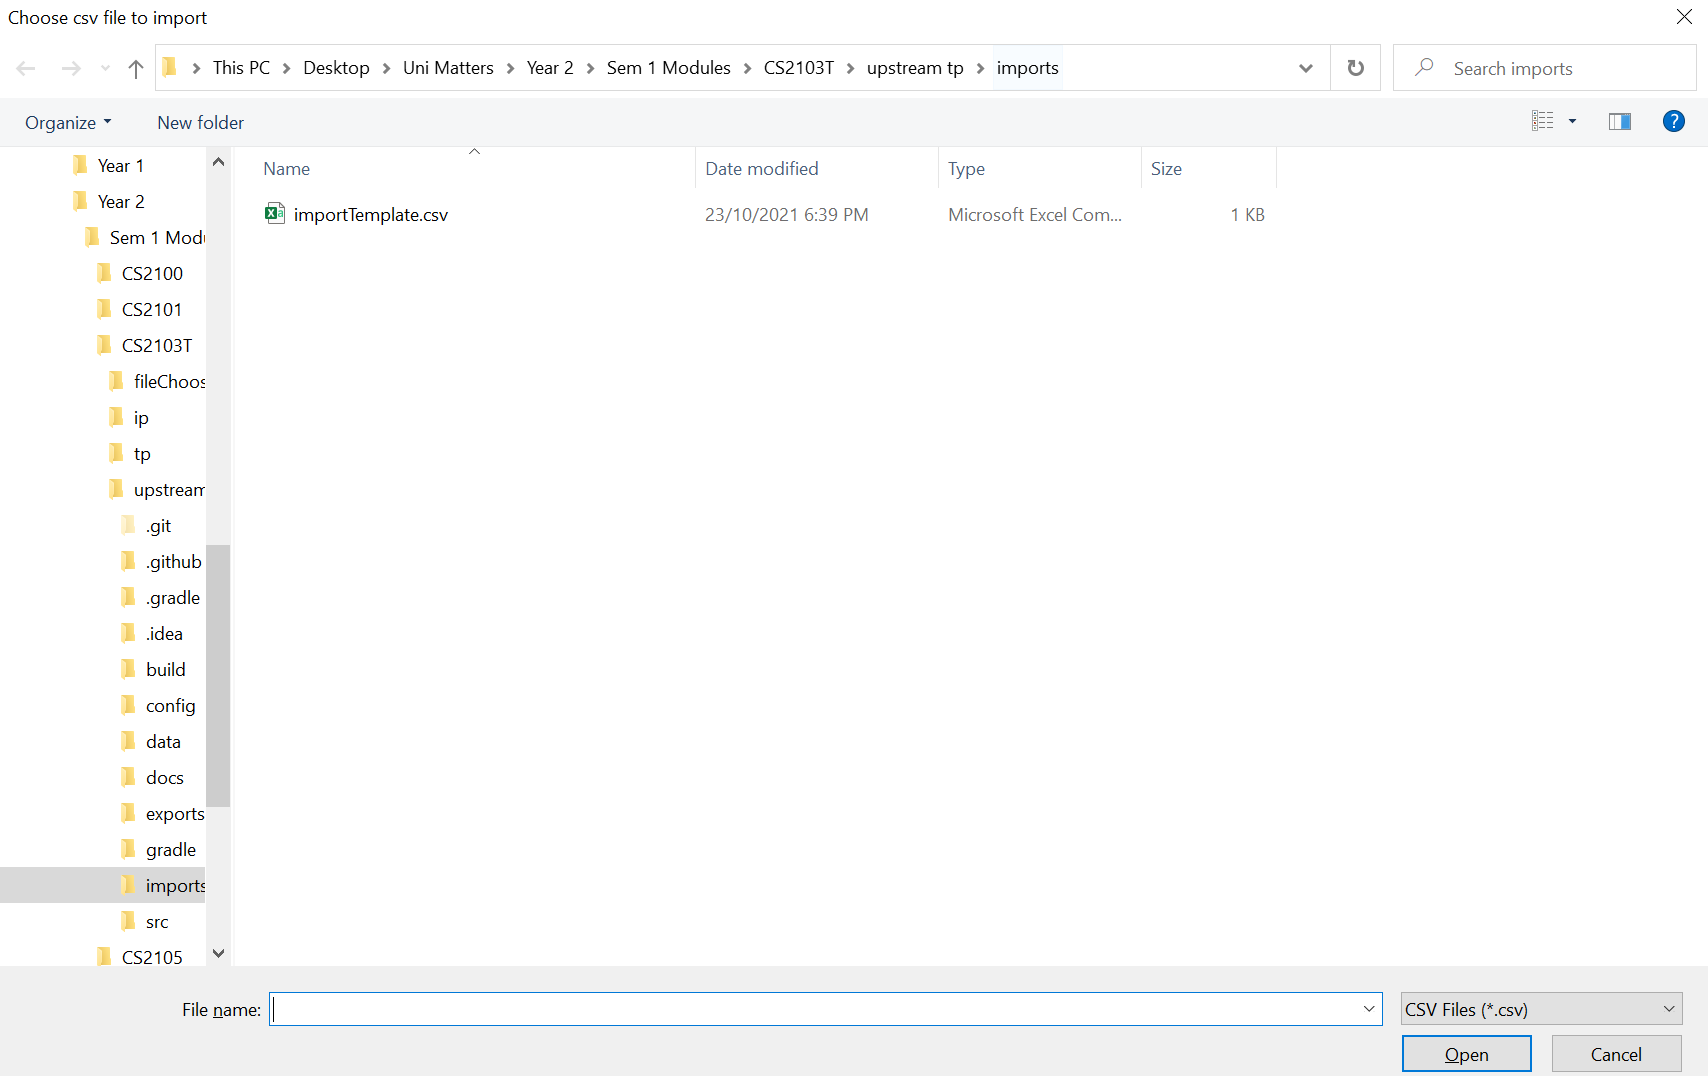 Choose csv file to import
This PC Desktop Uni Matters Year 2 Sem 1 Modules CS2103T upstream tp imports
Search imports
Organize New folder
?
Name Date modified Type Size
importTemplate.csv 23/10/2021 6:39 PM Microsoft Excel Com... 1 KB
Year 1
Year 2
Sem 1 Modu
CS2100
CS2101
CS2103T
fileChoos
ip
tp
upstream
.git
.github
.gradle
.idea
build
config
data
docs
exports
gradle
imports
src
CS2105
File name:
CSV Files (*.csv)
Open Cancel